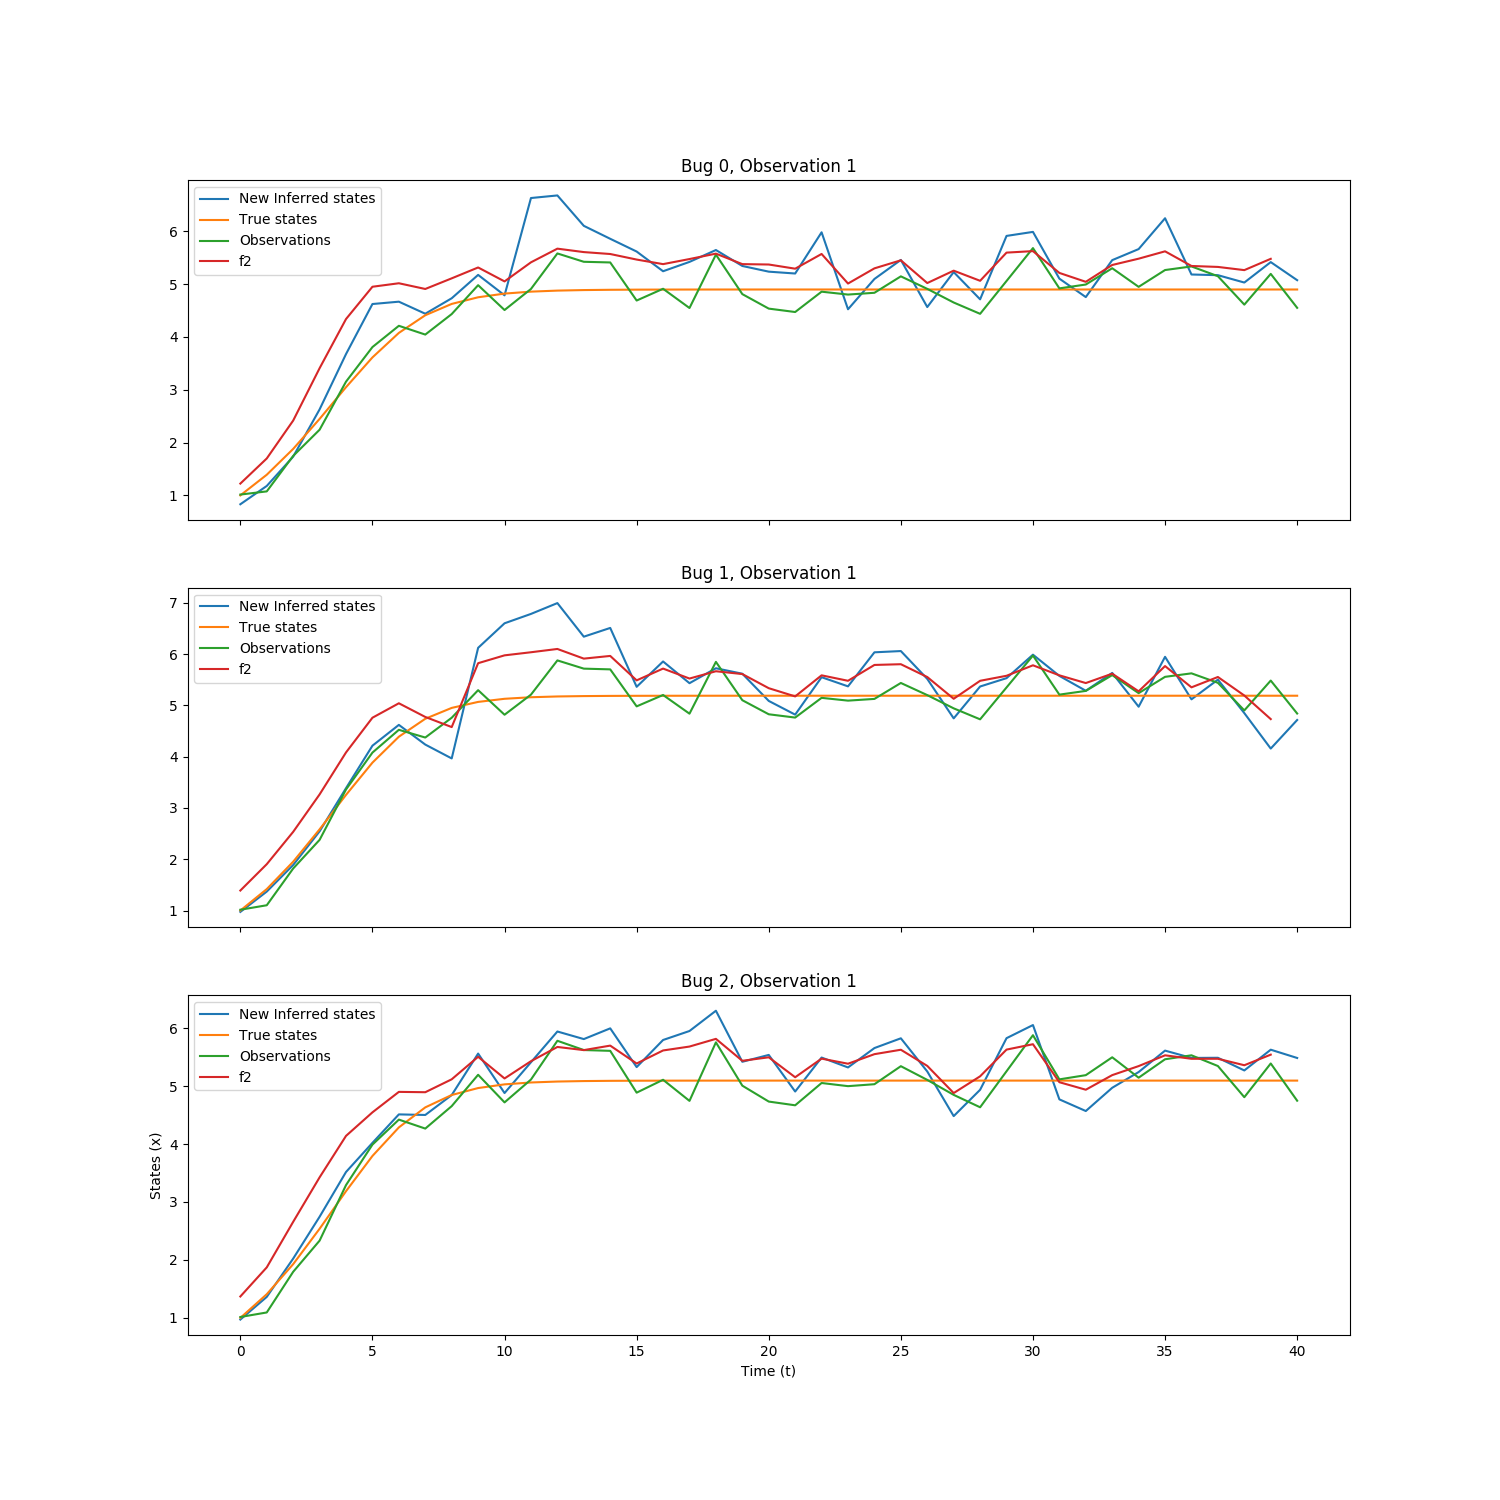 Bug 0, Observation 1
New Inferred states
True states
Observations
f2
6
5
4
3
2
1
Bug 1, Observation 1
New Inferred states
True states
Observations
f2
7
6
5
4
3
2
1
Bug 2, Observation 1
New Inferred states
True states
Observations
f2
6
5
4
3
2
1
States (x)
0 5 10 15 20 25 30 35 40
Time (t)